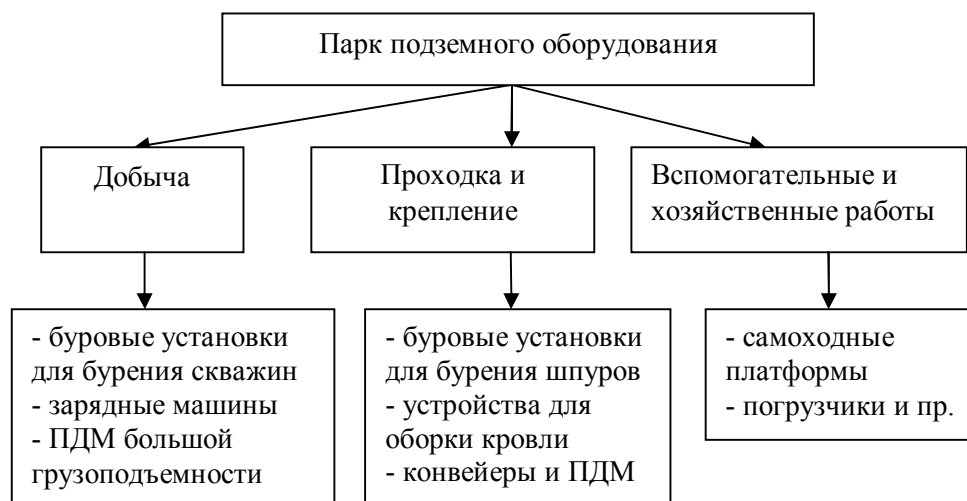 Парк подземного оборудования
Добыча
Проходка и
крепление
Вспомогательные и
хозяйственные работы
- буровые установки
для бурения скважин
- зарядные машины
- ПДМ большой
грузоподъемности
- буровые установки
для бурения шпуров
- устройства для
оборки кровли
- конвейеры и ПДМ
- самоходные
платформы
- погрузчики и пр.